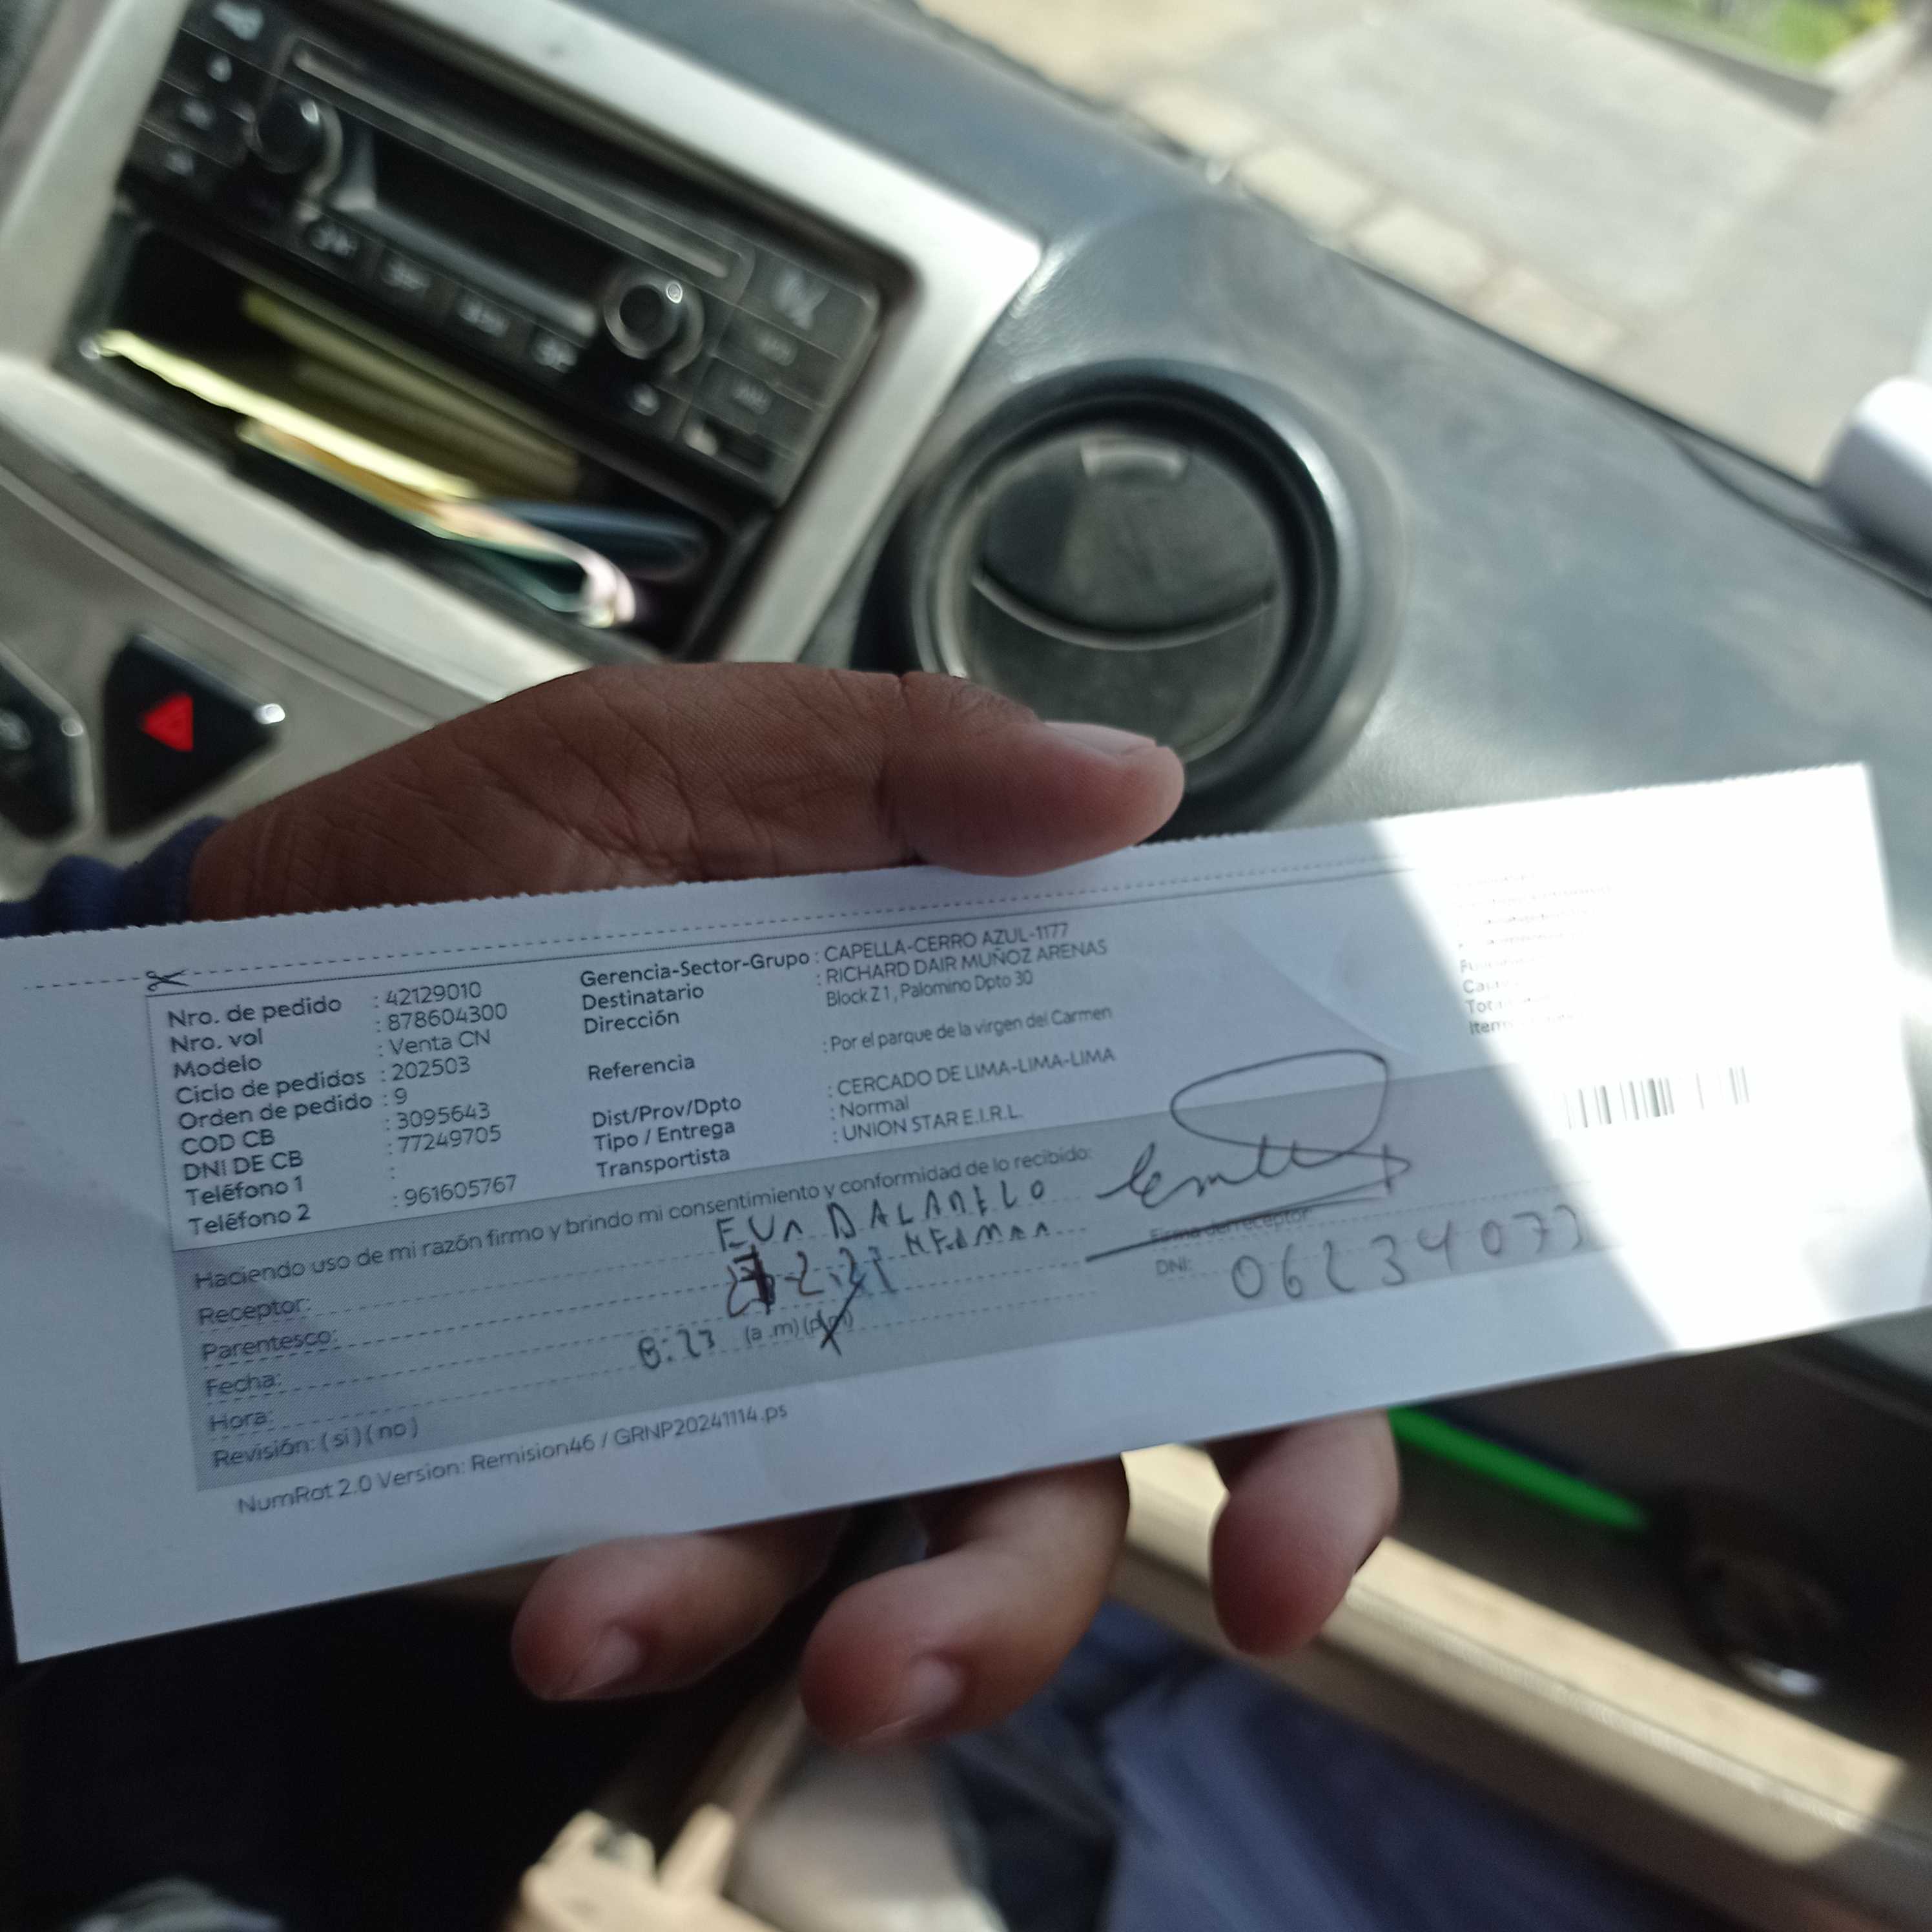 Nro. de pedido : 42129010
Nro. vol : 878604300
Modelo : Venta CN
Ciclo de pedidos : 202503
Orden de pedido : 9
COD CB : 3095643
DNI DE CB : 77249705
Teléfono 1 :
Teléfono 2 : 961605767
Gerencia-Sector-Grupo : CAPELLA-CERRO AZUL-1177
Destinatario : RICHARD DAIR MUÑOZ ARENAS
Dirección Block Z 1 , Palomino Dpto 30
Referencia : Por el parque de la virgen del Carmen
Dist/Prov/Dpto : CERCADO DE LIMA-LIMA-LIMA
Tipo / Entrega : Normal
Transportista : UNION STAR E.I.R.L.
Haciendo uso de mi razón firmo y brindo mi consentimiento y conformidad de lo recibido:
Receptor: EVA
Parentesco:
Fecha:
Hora: 8:23 (a .m) (p.m)
Revisión: ( si ) ( no )
Firma del receptor
DNI: 06234073
NumRot 2.0 Version: Remision46 / GRNP20241114.ps